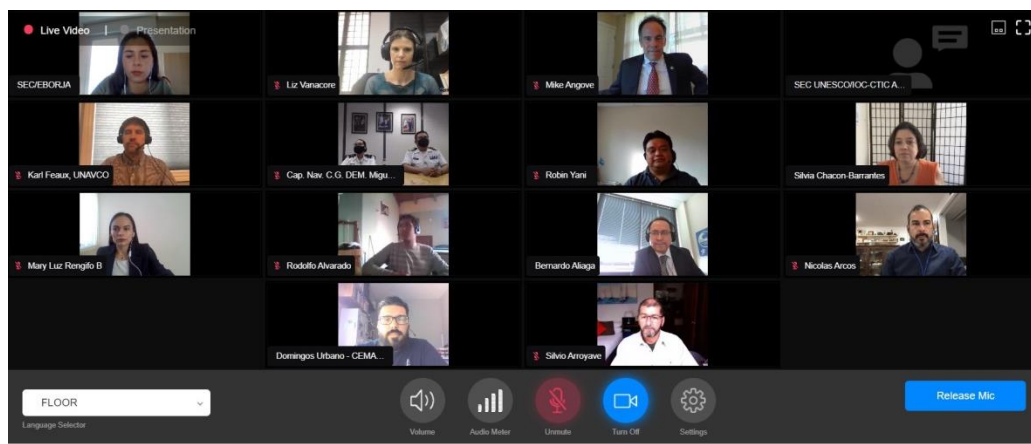 Live Video | Presentation
SEC/EBORJA
Liz Vanacore
Mike Angove
SEC UNESCO/IOC-CTIC A...
Karl Feaux, UNAVCO
Cap. Nav. C.G. DEM. Migu...
Robin Yani
Silvia Chacon-Barrantes
Mary Luz Rengifo B
Rodolfo Alvarado
Bernardo Aliaga
Nicolas Arcos
Domingos Urbano - CEMA...
Silvio Arroyave
FLOOR
Language Selector
Volume
Audio Meter
Unmute
Turn Off
Settings
Release Mic